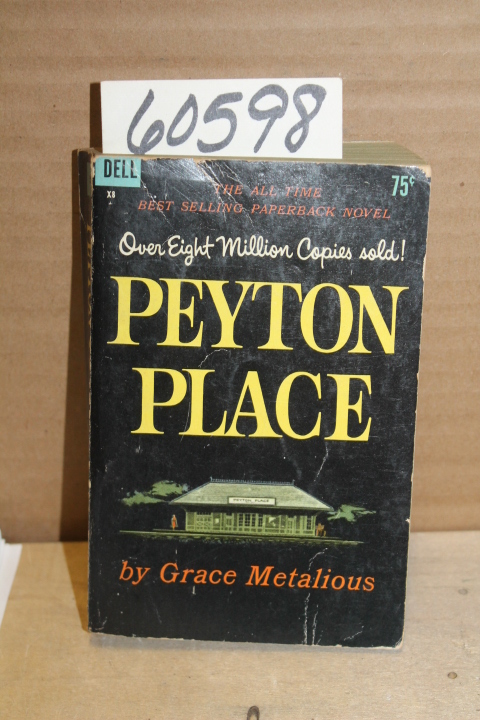 60598
DELL
X8
75¢
THE ALL TIME
BEST SELLING PAPERBACK NOVEL
Over Eight Million Copies sold!
PEYTON
PLACE
PEYTON PLACE
by Grace Metalious